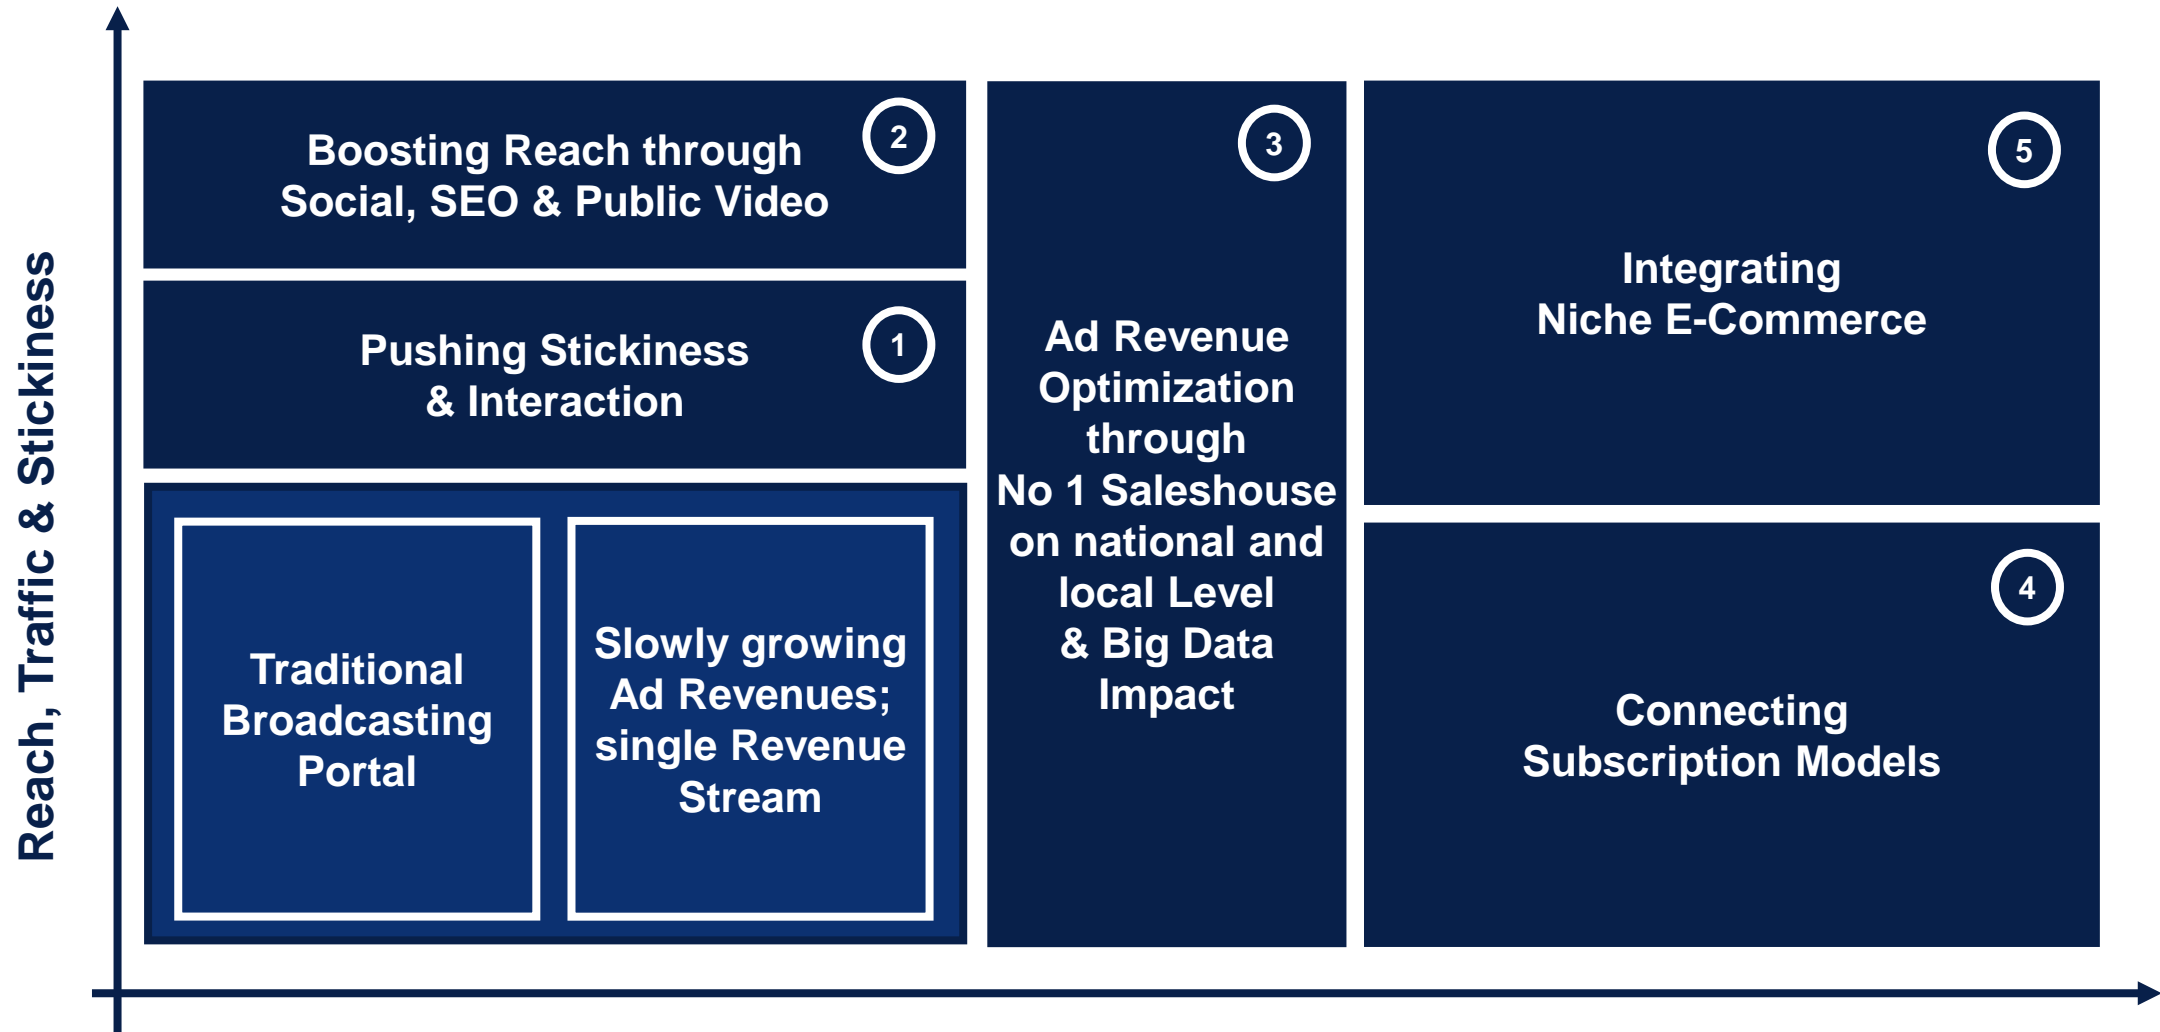 Reach, Traffic & Stickiness
2
Boosting Reach through
Social, SEO & Public Video
1
Pushing Stickiness
& Interaction
Traditional
Broadcasting
Portal
Slowly growing
Ad Revenues;
single Revenue
Stream
3
Ad Revenue
Optimization
through
No 1 Saleshouse
on national and
local Level
& Big Data
Impact
5
Integrating
Niche E-Commerce
4
Connecting
Subscription Models